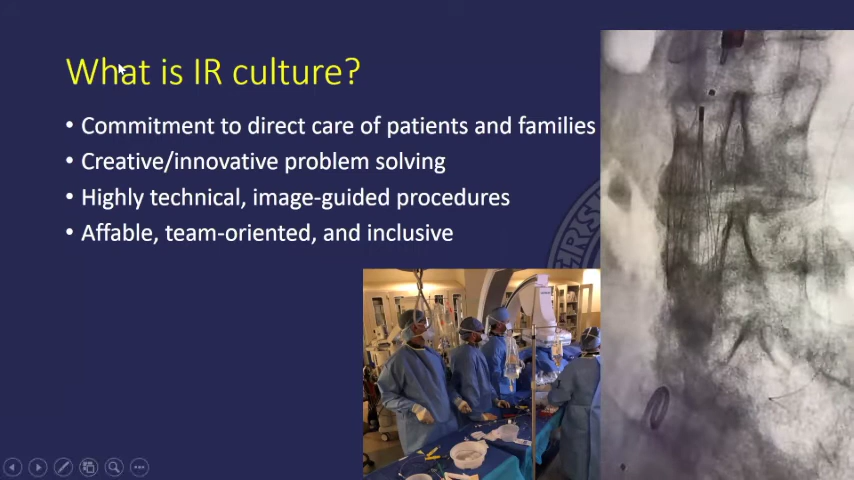 What is IR culture?
• Commitment to direct care of patients and families
• Creative/innovative problem solving
• Highly technical, image-guided procedures
• Affable, team-oriented, and inclusive